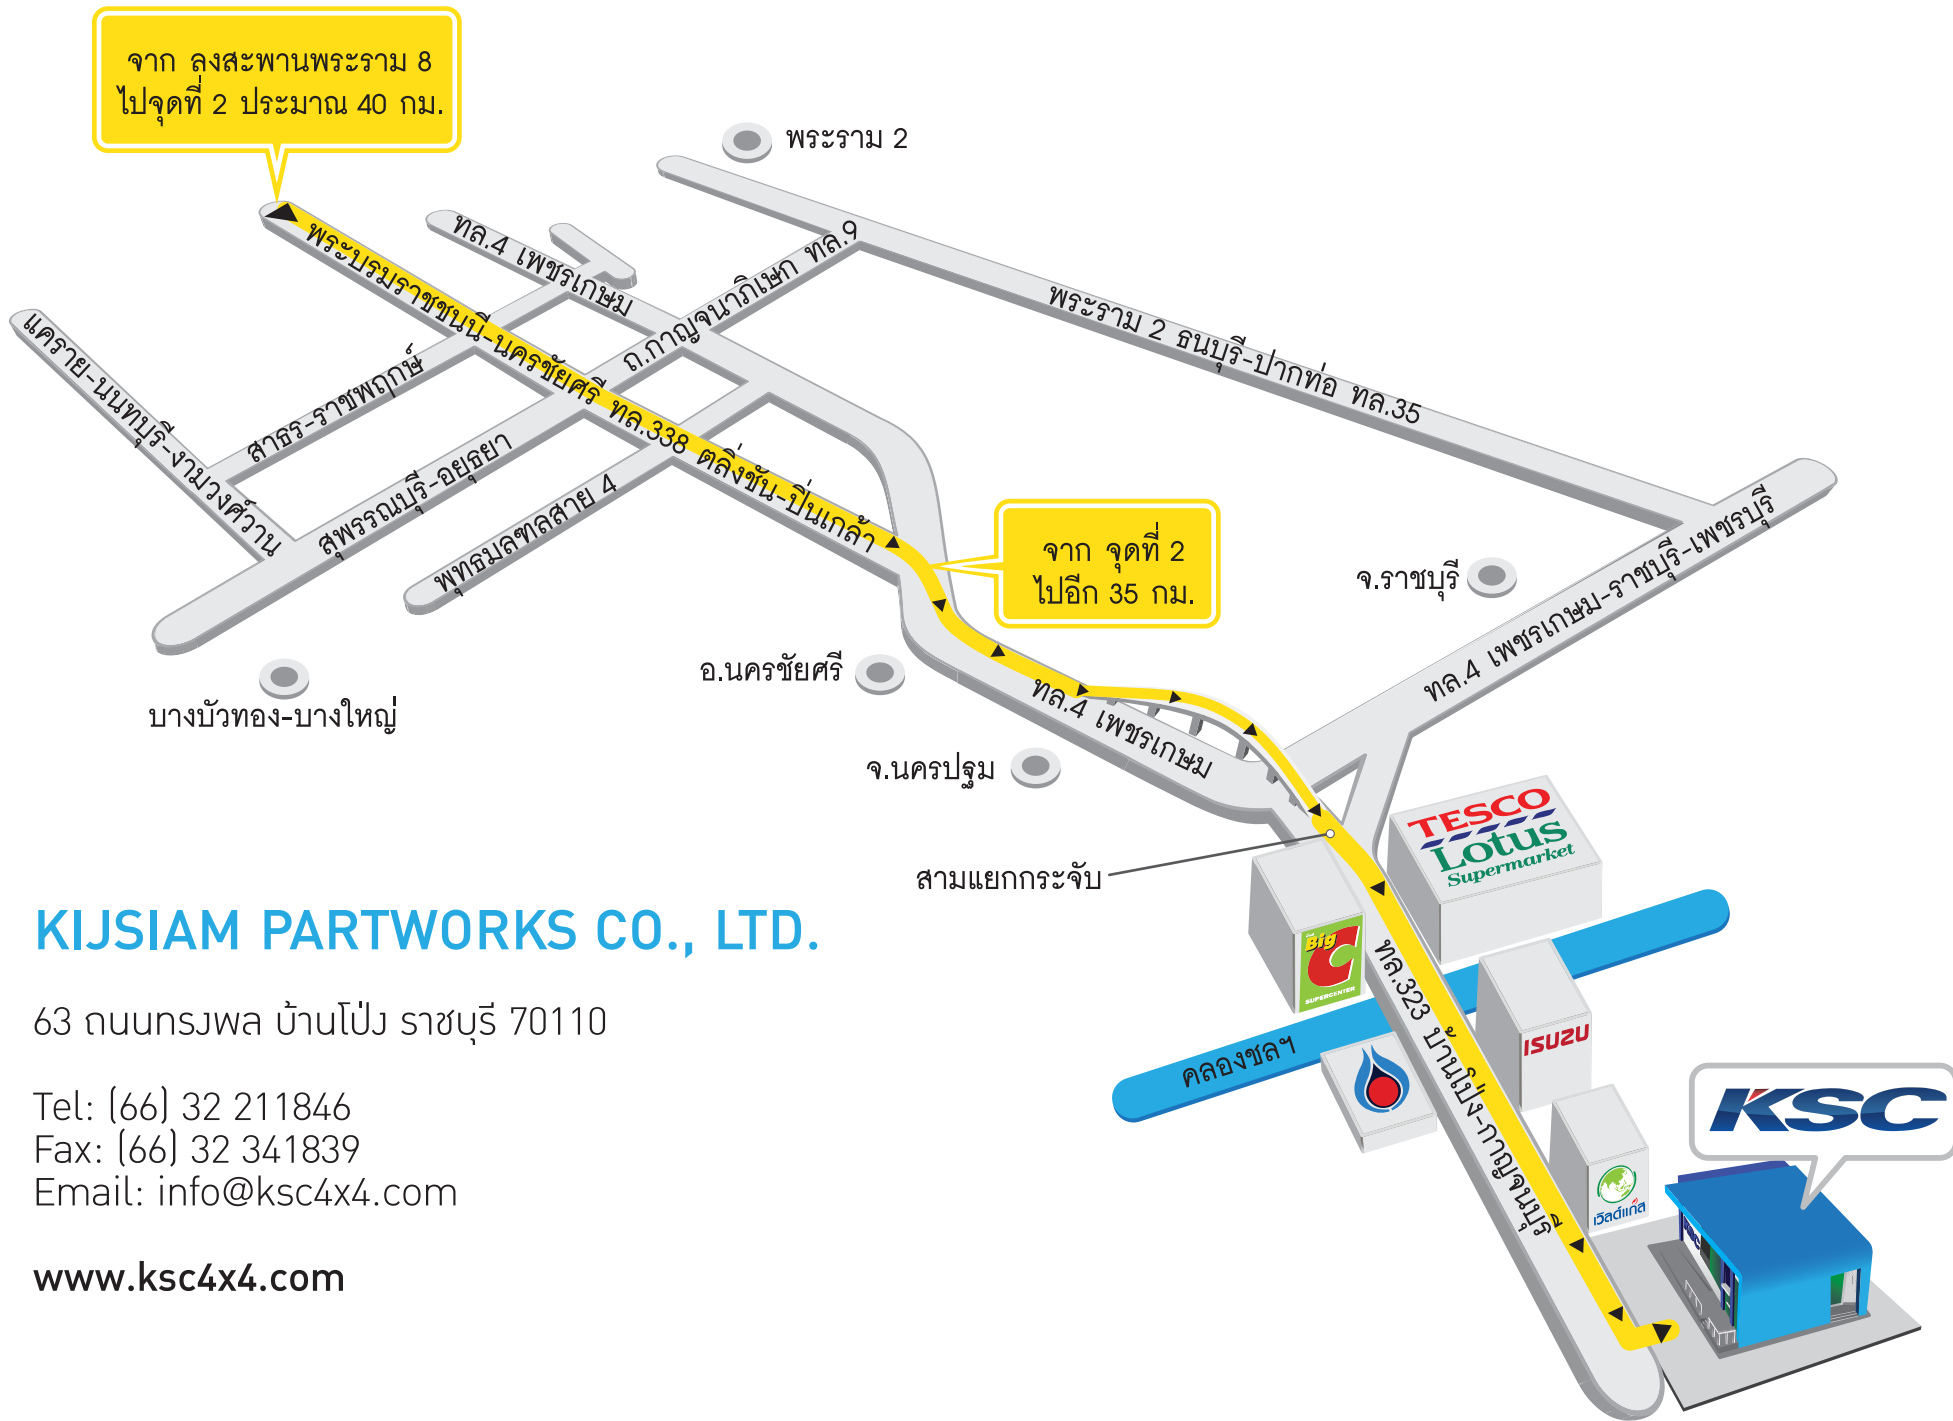 จาก ลงสะพานพระราม 8
ไปจุดที่ 2 ประมาณ 40 กม.
พระราม 2
ทล.4 เพชรเกษม
พระบรมราชชนนี-นครชัยศรี ทล.338 ตลิ่งชัน-ปิ่นเกล้า
ถ.กาญจนาภิเษก ทล.9
พระราม 2 ธนบุรี-ปากท่อ ทล.35
แคราย-นนทบุรี-งามวงศ์วาน
สาธร-ราชพฤกษ์
สุพรรณบุรี-อยุธยา
พุทธมลฑลสาย 4
จาก จุดที่ 2
ไปอีก 35 กม.
จ.ราชบุรี
ทล.4 เพชรเกษม-ราชบุรี-เพชรบุรี
อ.นครชัยศรี
บางบัวทอง-บางใหญ่
ทล.4 เพชรเกษม
จ.นครปฐม
สามแยกกระจับ
TESCO
Lotus
Supermarket
Big
C
SUPERCENTER
ทล.323 บ้านโป่ง-กาญจนบุรี
คลองชลฯ
ISUZU
เวิลด์แก๊ส
KSC
KSC
KIJSIAM PARTWORKS CO., LTD.
63 ถนนทรงพล บ้านโป่ง ราชบุรี 70110
Tel: (66) 32 211846
Fax: (66) 32 341839
Email: info@ksc4x4.com
www.ksc4x4.com